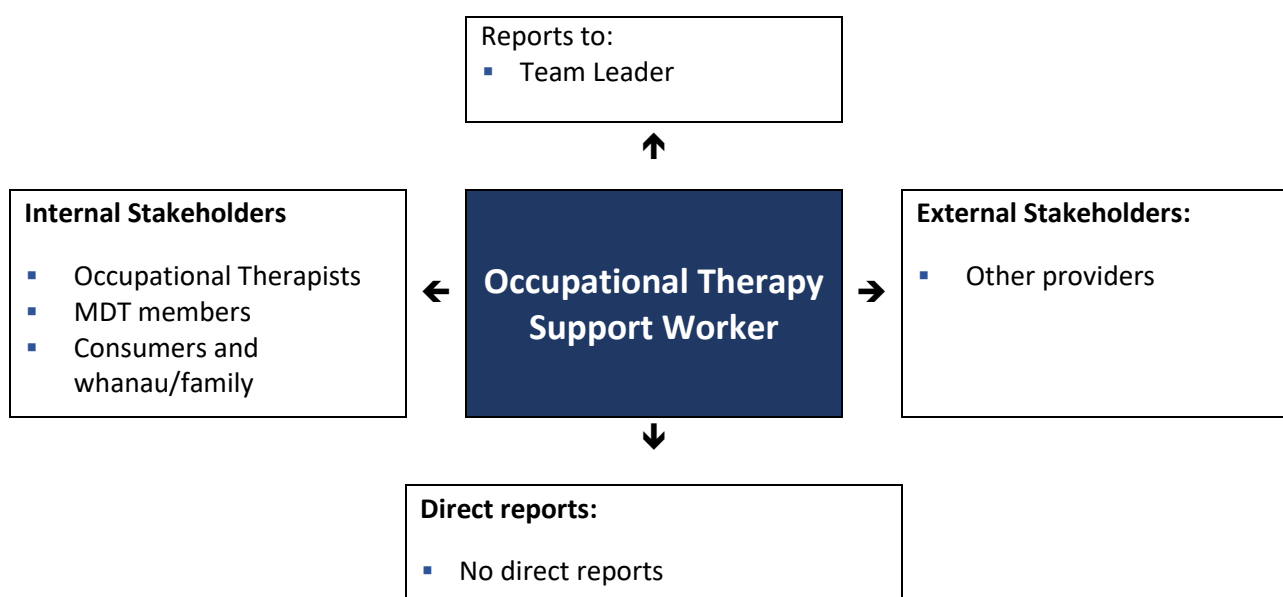 Reports to:
▪ Team Leader
Internal Stakeholders
▪ Occupational Therapists
▪ MDT members
▪ Consumers and
whanau/family
Occupational Therapy
Support Worker
External Stakeholders:
▪ Other providers
Direct reports:
▪ No direct reports